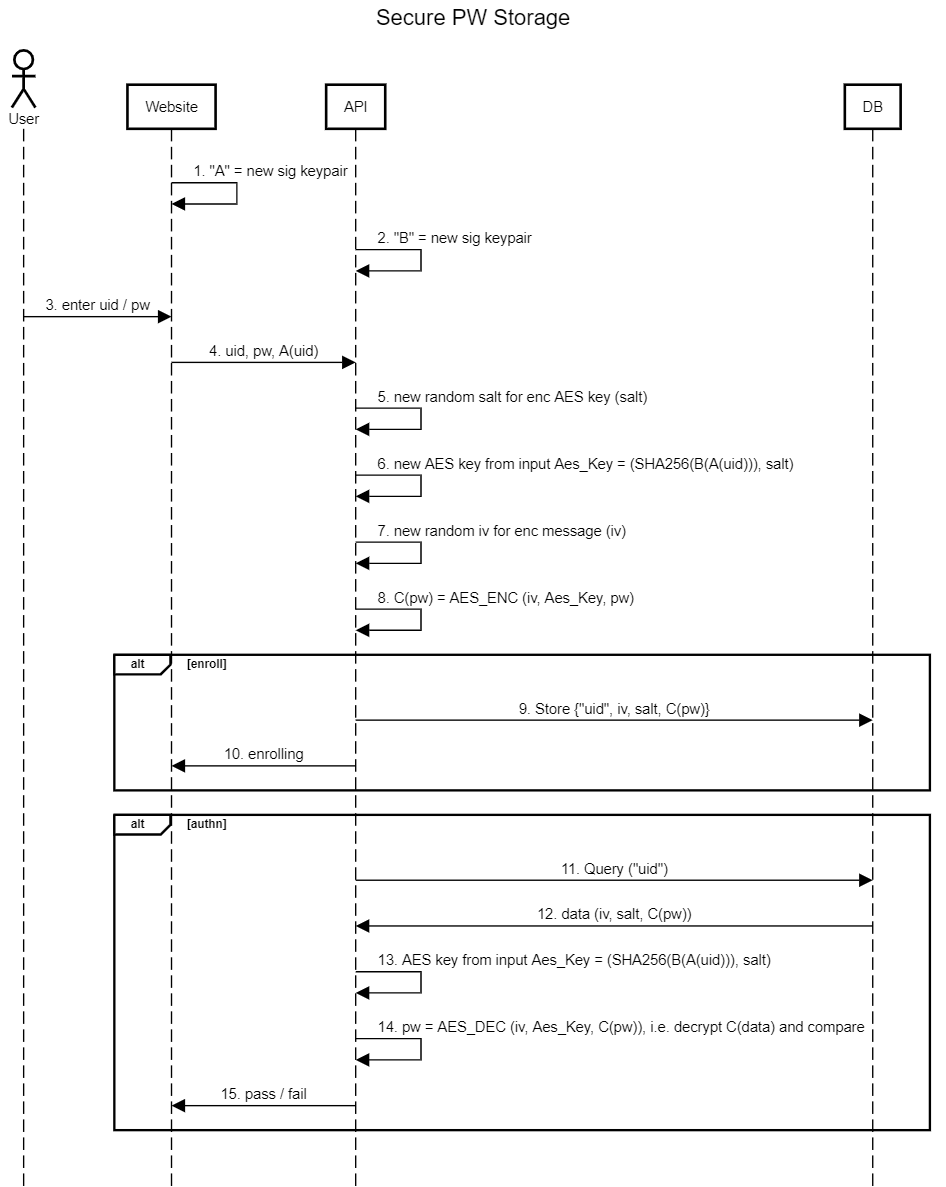 Secure PW Storage
User
Website
API
DB
1. "A" = new sig keypair
2. "B" = new sig keypair
3. enter uid / pw
4. uid, pw, A(uid)
5. new random salt for enc AES key (salt)
6. new AES key from input Aes_Key = (SHA256(B(A(uid))), salt)
7. new random iv for enc message (iv)
8. C(pw) = AES_ENC (iv, Aes_Key, pw)
alt [enroll]
9. Store {"uid", iv, salt, C(pw)}
10. enrolling
alt [authn]
11. Query ("uid")
12. data (iv, salt, C(pw))
13. AES key from input Aes_Key = (SHA256(B(A(uid))), salt)
14. pw = AES_DEC (iv, Aes_Key, C(pw)), i.e. decrypt C(data) and compare
15. pass / fail